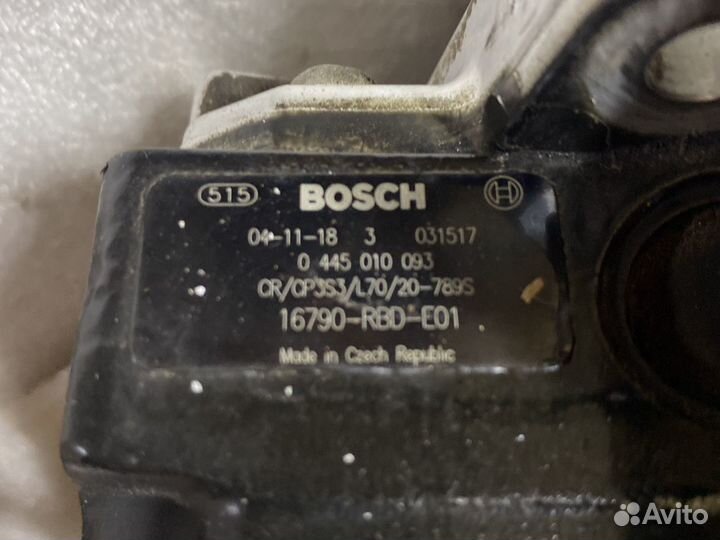 515 BOSCH
04-11-18 3 031517
0 445 010 093
CR/CP3S3/L70/20-789S
16790-RBD-E01
Made in Czech Republic
Avito